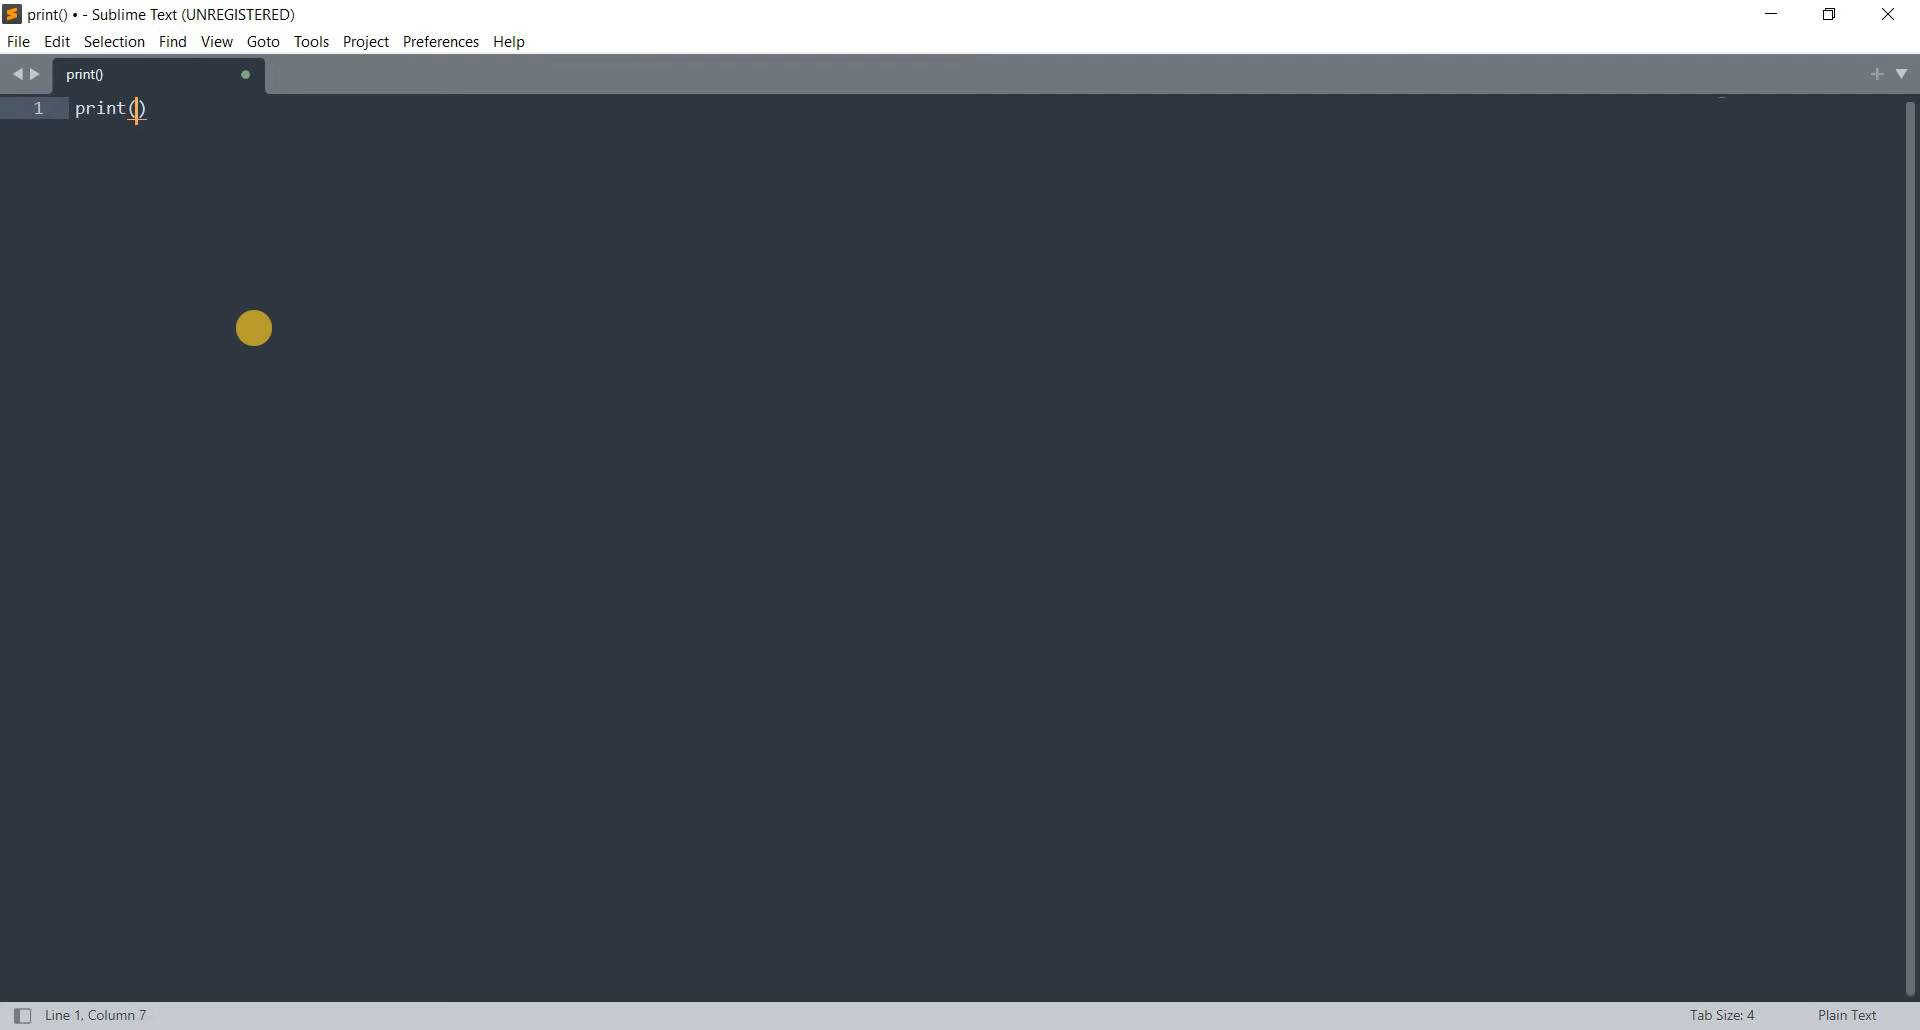 print() • - Sublime Text (UNREGISTERED)
File Edit Selection Find View Goto Tools Project Preferences Help
print()
1 print()
Line 1, Column 7 Tab Size: 4 Plain Text